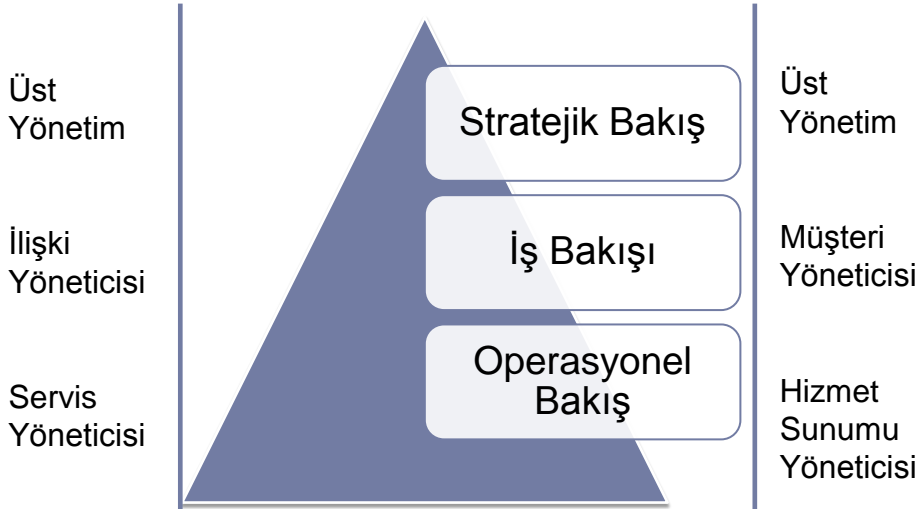 Üst
Yönetim
Stratejik Bakış
Üst
Yönetim
İlişki
Yöneticisi
İş Bakışı
Müşteri
Yöneticisi
Servis
Yöneticisi
Operasyonel
Bakış
Hizmet
Sunumu
Yöneticisi